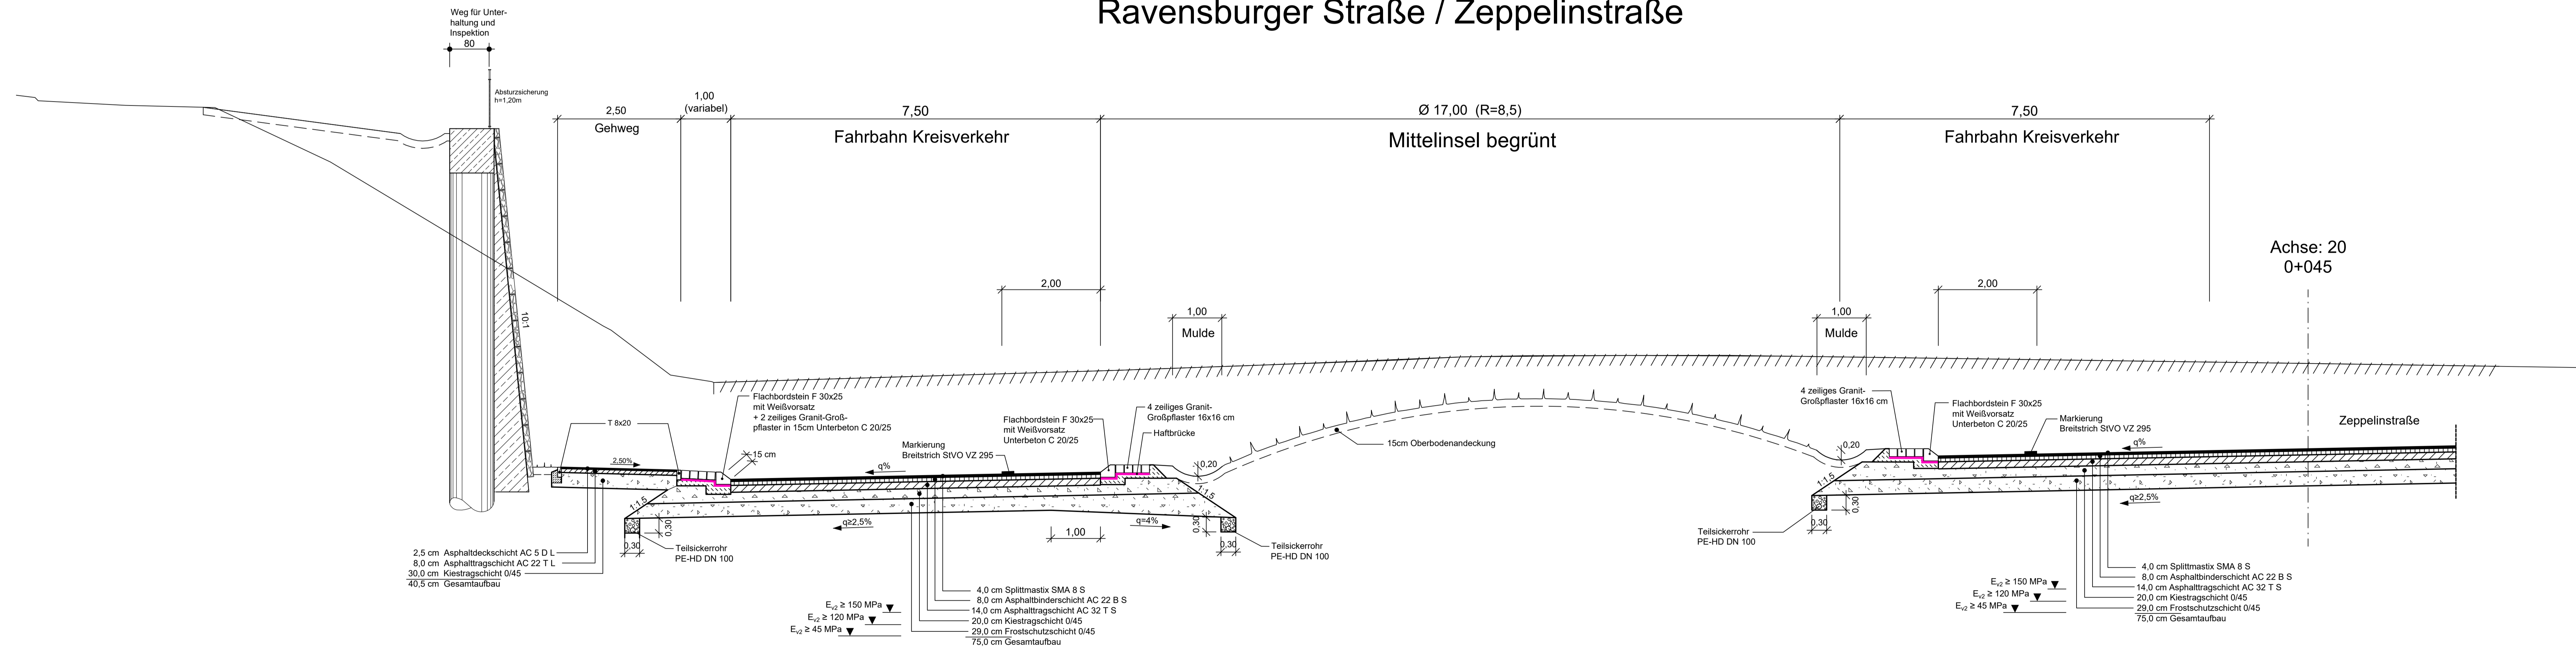 Ravensburger Straße / Zeppelinstraße
Weg für Unter-
haltung und
Inspektion
80
Absturzsicherung
h=1,20m
2,50
Gehweg
1,00
(variabel)
7,50
Fahrbahn Kreisverkehr
Ø 17,00 (R=8,5)
Mittelinsel begrünt
7,50
Fahrbahn Kreisverkehr
Achse: 20
0+045
10:1
2,00
1,00
Mulde
1,00
Mulde
2,00
T 8x20
Flachbordstein F 30x25
mit Weißvorsatz
+ 2 zeiliges Granit-Groß-
pflaster in 15cm Unterbeton C 20/25
15 cm
Markierung
Breitstrich StVO VZ 295
Flachbordstein F 30x25
mit Weißvorsatz
Unterbeton C 20/25
4 zeiliges Granit-
Großpflaster 16x16 cm
Haftbrücke
15cm Oberbodenandeckung
4 zeiliges Granit-
Großpflaster 16x16 cm
Flachbordstein F 30x25
mit Weißvorsatz
Unterbeton C 20/25
Markierung
Breitstrich StVO VZ 295
Zeppelinstraße
2,50%
q%
0,20
0,20
q%
1:1,5
1:1,5
1:1,5
0,30
0,30
q≥2,5%
1,00
q=4%
0,30
0,30
0,30
0,30
q≥2,5%
Teilsickerrohr
PE-HD DN 100
Teilsickerrohr
PE-HD DN 100
Teilsickerrohr
PE-HD DN 100
2,5 cm Asphaltdeckschicht AC 5 D L
8,0 cm Asphalttragschicht AC 22 T L
30,0 cm Kiestragschicht 0/45
40,5 cm Gesamtaufbau
Ev2 ≥ 150 MPa
Ev2 ≥ 120 MPa
Ev2 ≥ 45 MPa
4,0 cm Splittmastix SMA 8 S
8,0 cm Asphaltbinderschicht AC 22 B S
14,0 cm Asphalttragschicht AC 32 T S
20,0 cm Kiestragschicht 0/45
29,0 cm Frostschutzschicht 0/45
75,0 cm Gesamtaufbau
Ev2 ≥ 150 MPa
Ev2 ≥ 120 MPa
Ev2 ≥ 45 MPa
4,0 cm Splittmastix SMA 8 S
8,0 cm Asphaltbinderschicht AC 22 B S
14,0 cm Asphalttragschicht AC 32 T S
20,0 cm Kiestragschicht 0/45
29,0 cm Frostschutzschicht 0/45
75,0 cm Gesamtaufbau